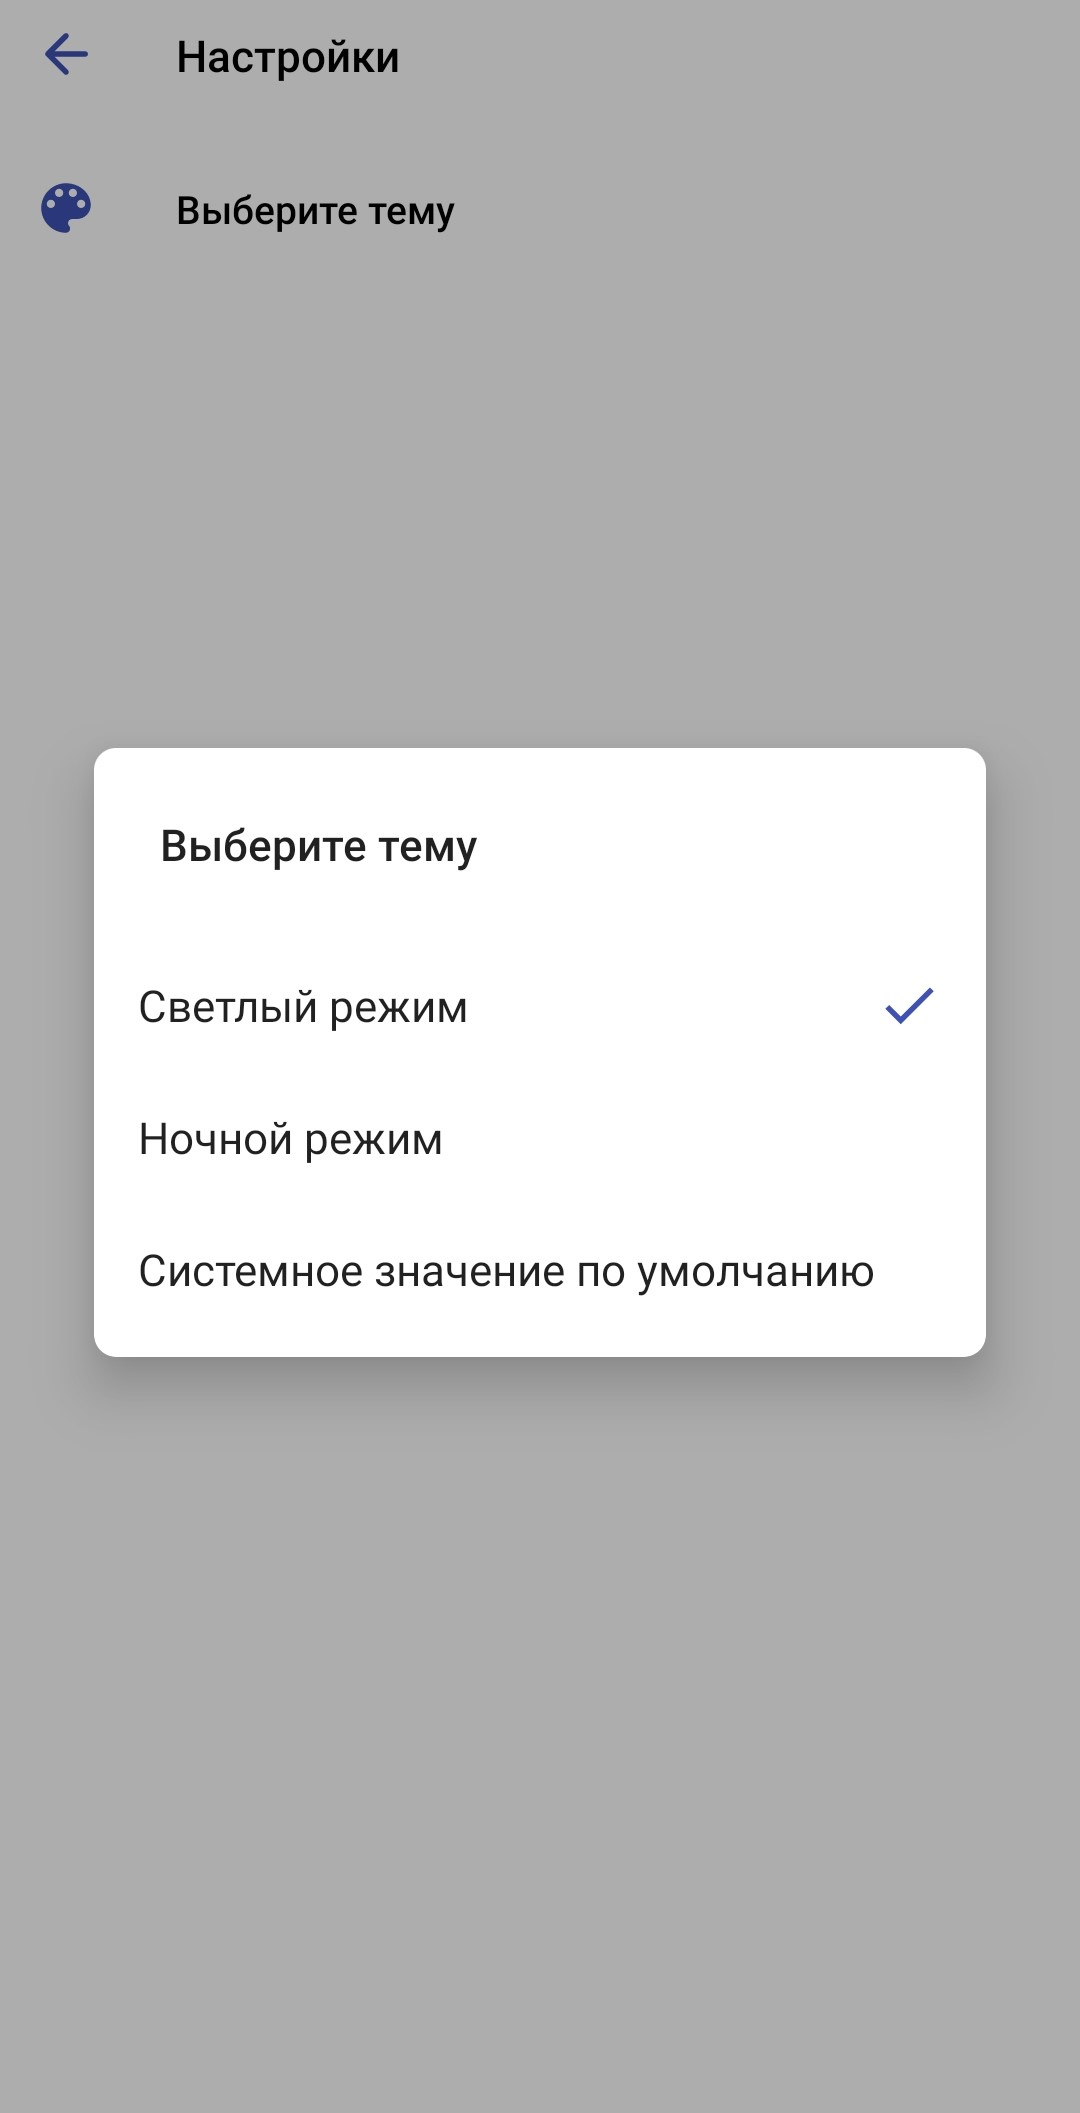 Настройки
Выберите тему
Выберите тему
Светлый режим
Ночной режим
Системное значение по умолчанию